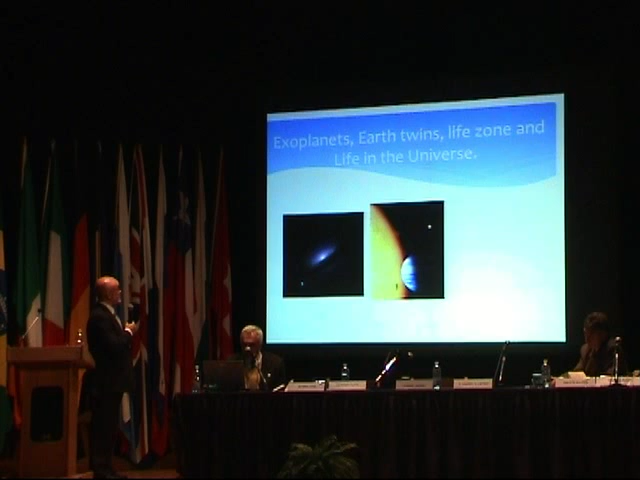 Exoplanets, Earth twins, life zone and
Life in the Universe.